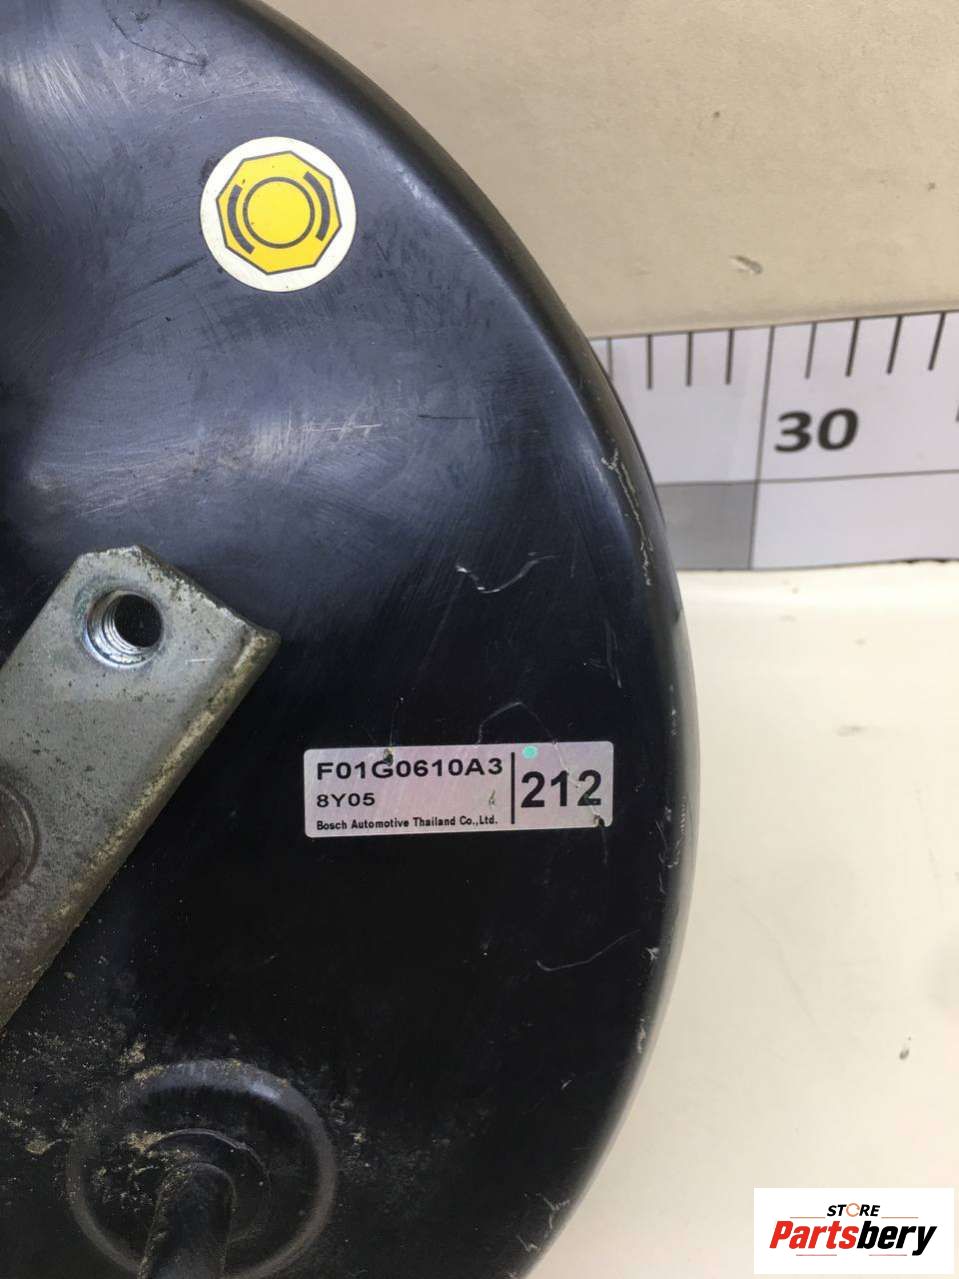 30
F01G0610A3
8Y05
Bosch Automotive Thailand Co.,Ltd.
212
STORE
Partsbery